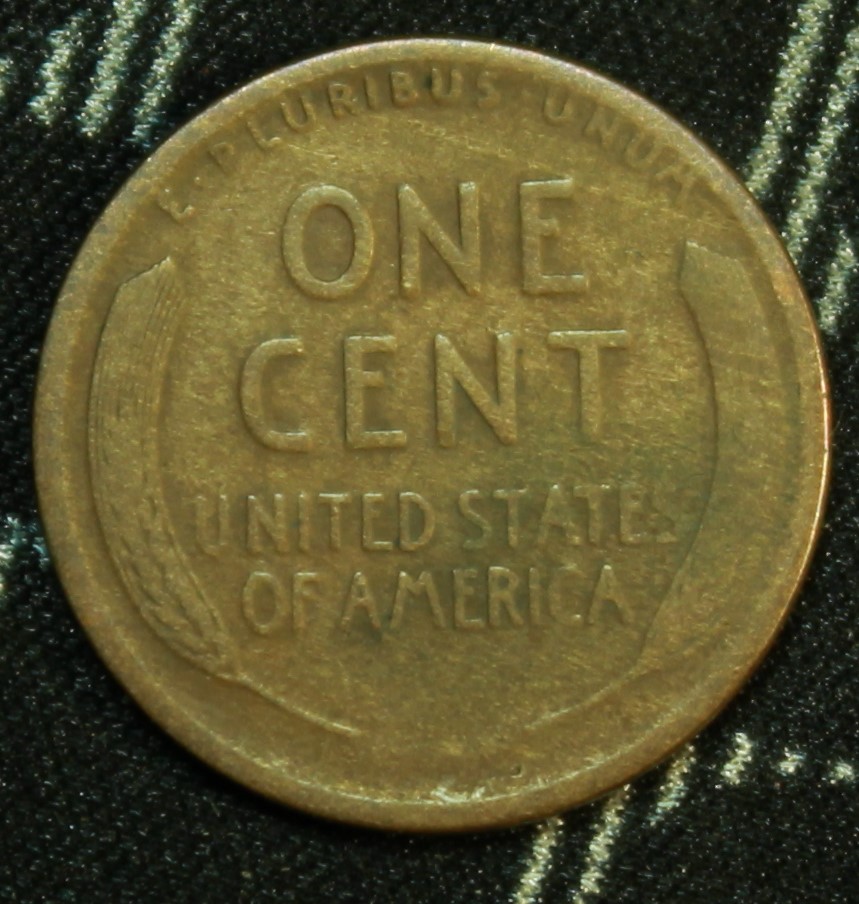 E·PLURIBUS·UNUM
ONE
CENT
UNITED STATES
OF AMERICA